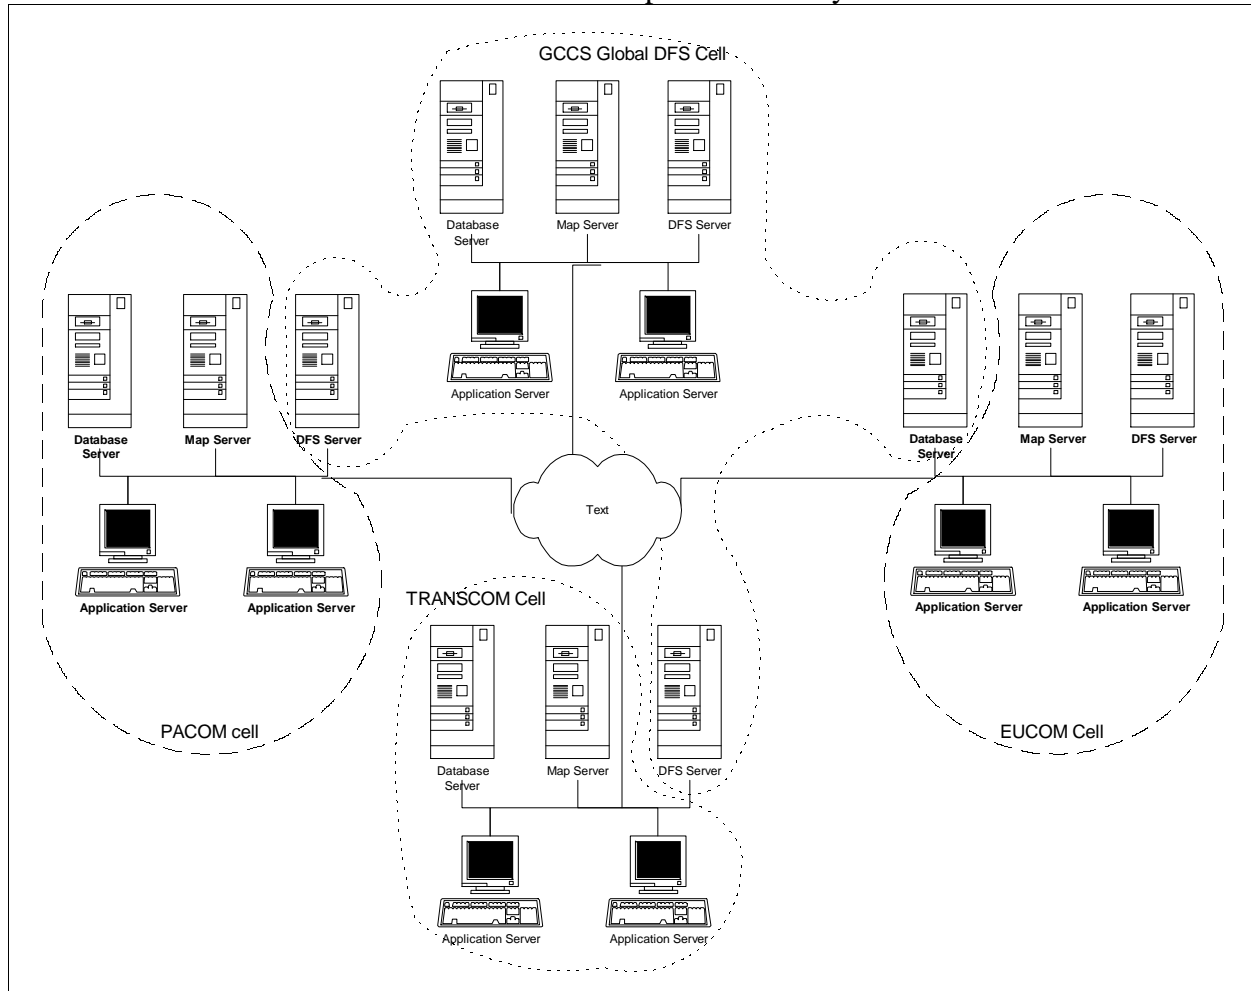 GCCS Global DFS Cell
Database
Server
Map Server
DFS Server
Application Server
Application Server
Database
Server
Map Server
DFS Server
Application Server
Application Server
PACOM cell
Text
Database
Server
Map Server
DFS Server
Application Server
Application Server
EUCOM Cell
TRANSCOM Cell
Database
Server
Map Server
DFS Server
Application Server
Application Server